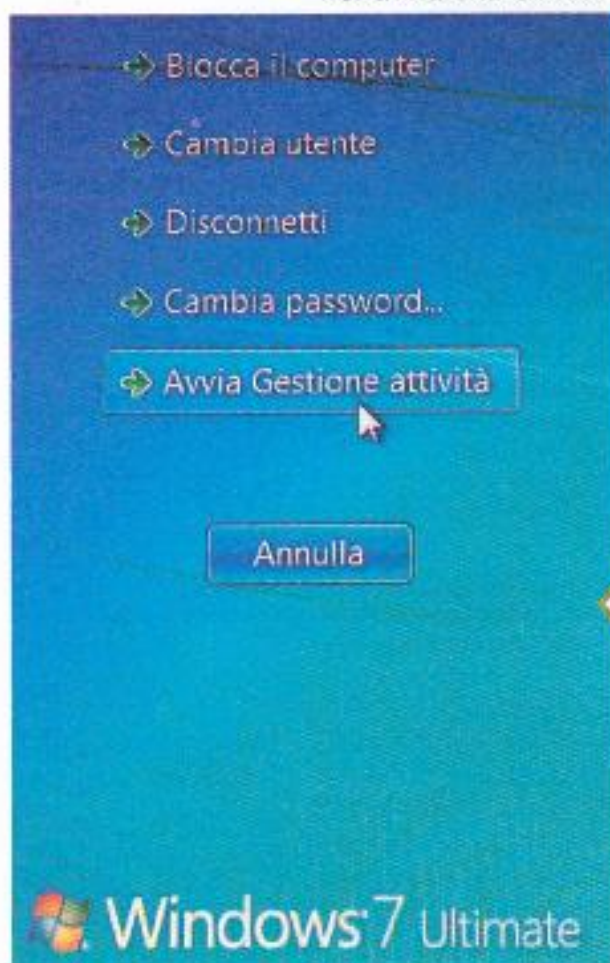 Blocca il computer
Cambia utente
Disconnetti
Cambia password...
Avvia Gestione attività
Annulla
Windows 7 Ultimate